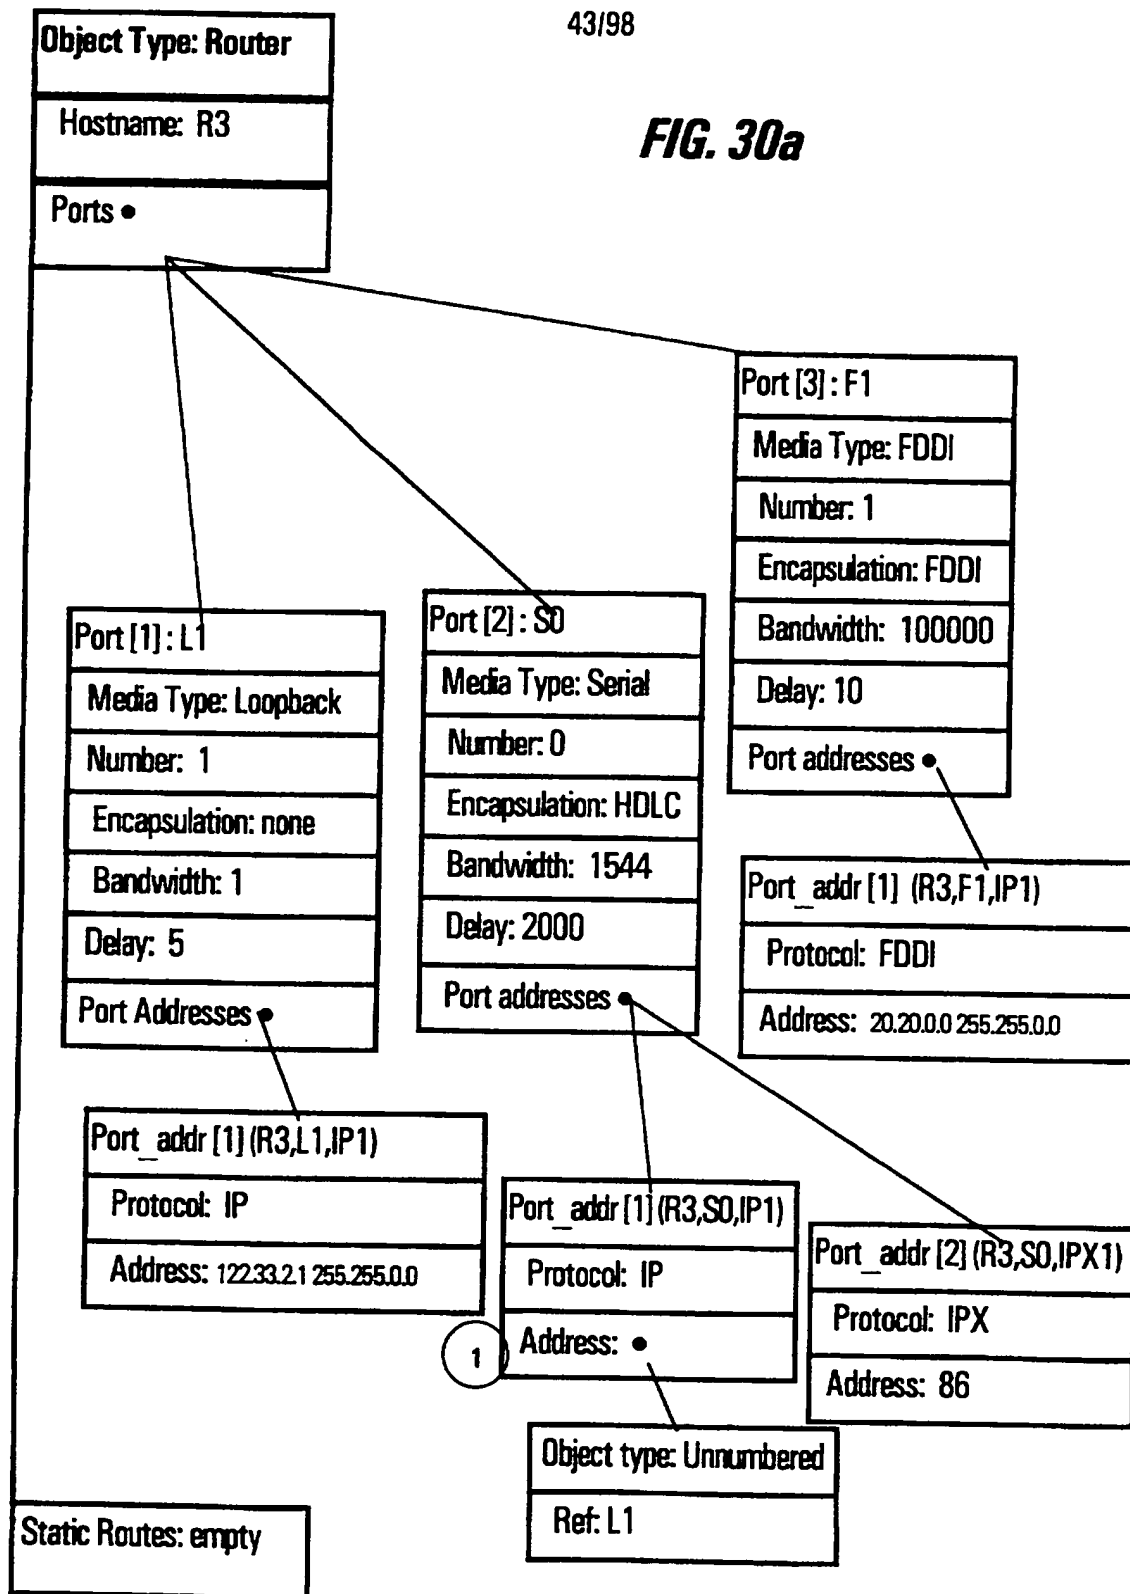 43/98
Object Type: Router
FIG. 30a
Hostname: R3
Ports
Port [3] : F1
Media Type: FDDI
Number: 1
Encapsulation: FDDI
Bandwidth: 100000
Delay: 10
Port addresses
Port [1] : L1
Media Type: Loopback
Number: 1
Encapsulation: none
Bandwidth: 1
Delay: 5
Port Addresses
Port [2] : S0
Media Type: Serial
Number: 0
Encapsulation: HDLC
Bandwidth: 1544
Delay: 2000
Port addresses
Port_addr [1] (R3,F1,IP1)
Protocol: FDDI
Address: 20.20.0.0 255.255.0.0
Port_addr [1] (R3,L1,IP1)
Protocol: IP
Address: 122.33.2.1 255.255.0.0
Port_addr [1] (R3,S0,IP1)
Protocol: IP
Address:
1
Port_addr [2] (R3,S0,IPX1)
Protocol: IPX
Address: 86
Object type: Unnumbered
Ref: L1
Static Routes: empty